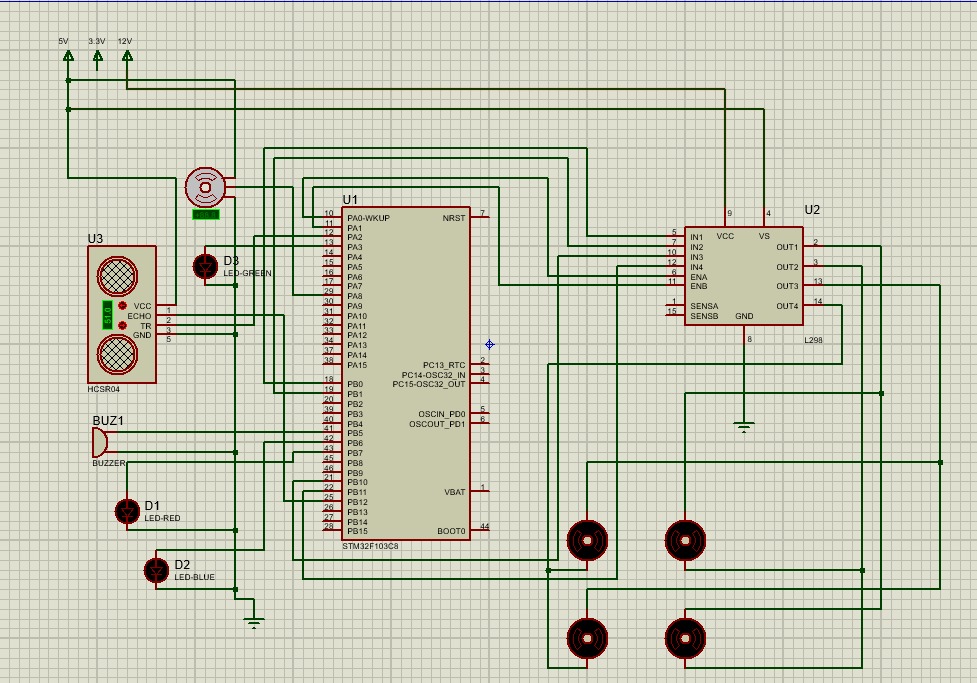 5V 3.3V 12V
U3
VCC
ECHO
TR
GND
1
2
3
5
51.0
HCSR04
D3
LED-GREEN
BUZ1
BUZZER
D1
LED-RED
D2
LED-BLUE
U1
10 PA0-WKUP NRST 7
11 PA1
12 PA2
13 PA3
14 PA4
15 PA5
16 PA6
17 PA7
29 PA8
30 PA9
31 PA10
32 PA11
33 PA12
34 PA13
37 PA14
38 PA15 PC13_RTC 2
PC14-OSC32_IN 3
18 PB0 PC15-OSC32_OUT 4
19 PB1
20 PB2
39 PB3 OSCIN_PD0 5
40 PB4 OSCOUT_PD1 6
41 PB5
42 PB6
43 PB7
45 PB8
46 PB9
21 PB10
22 PB11 VBAT 1
25 PB12
26 PB13
27 PB14
28 PB15 BOOT0 44
STM32F103C8
U2
9 4
VCC VS
5 IN1 OUT1 2
7 IN2
10 IN3 OUT2 3
12 IN4
6 ENA OUT3 13
11 ENB
1 SENSA OUT4 14
15 SENSB GND
8
L298